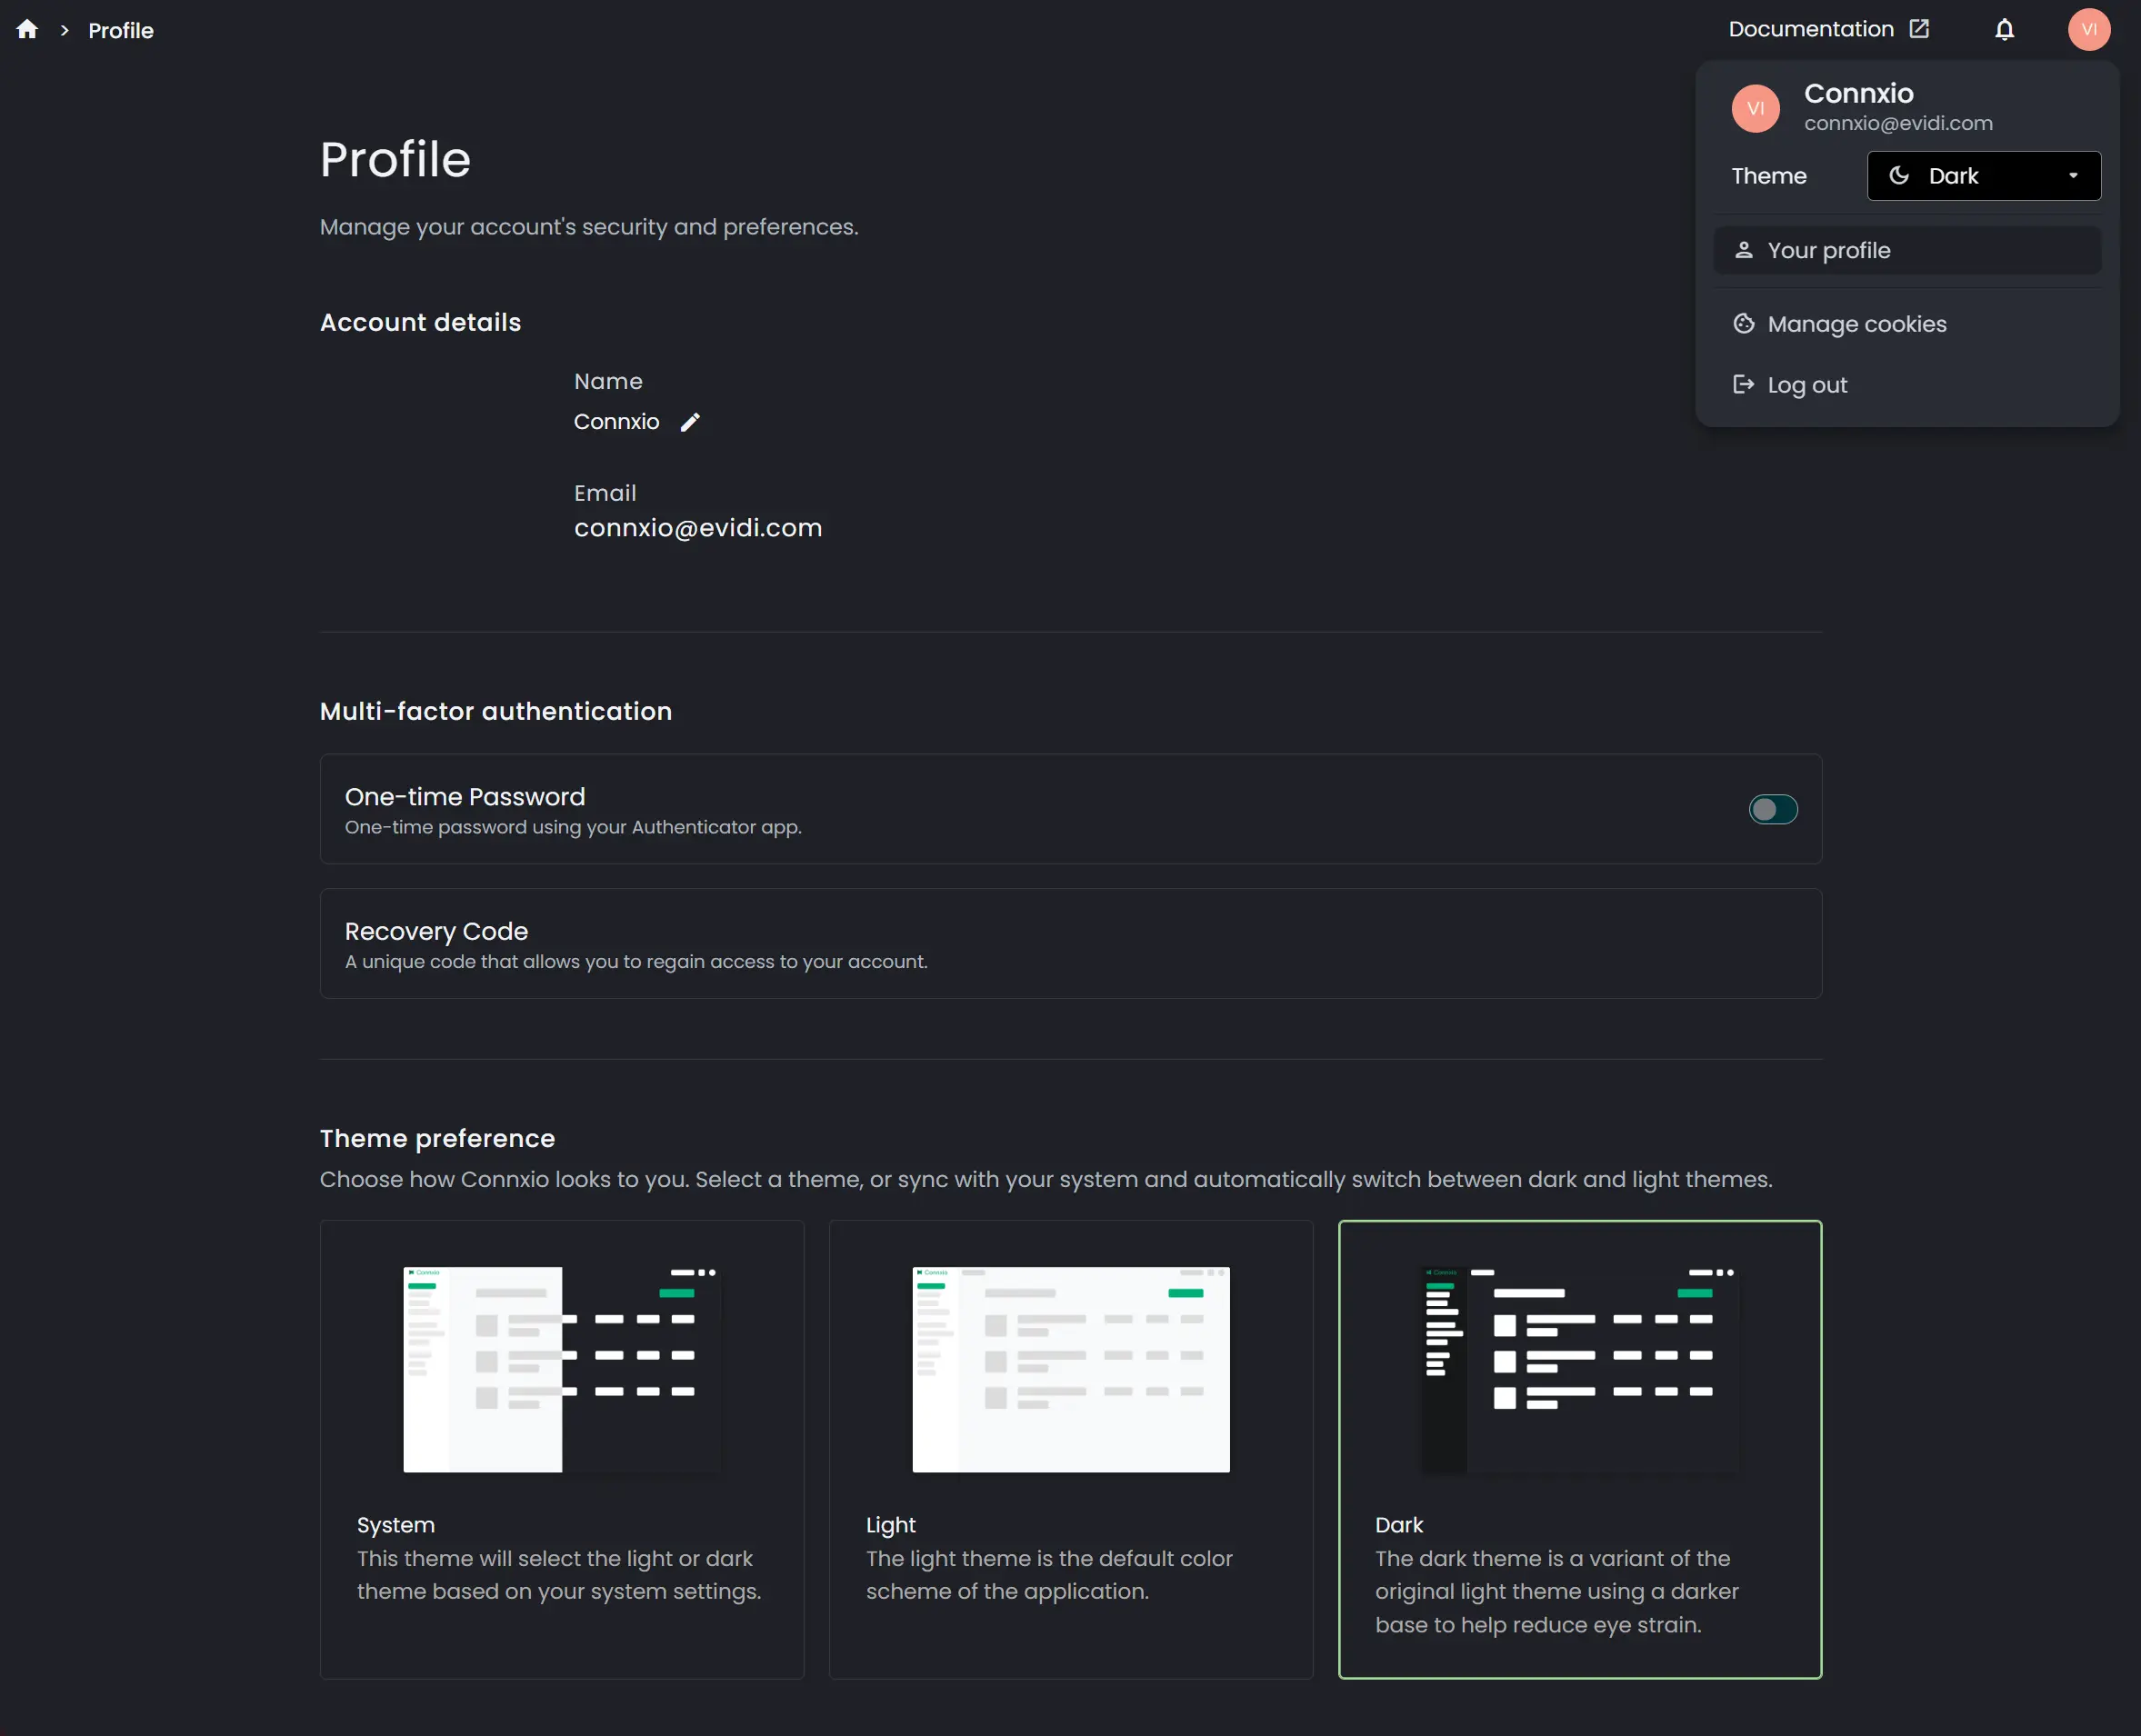 Profile
Documentation
VI
VI
Connxio
connxio@evidi.com
Theme
Dark
Your profile
Manage cookies
Log out
Profile
Manage your account's security and preferences.
Account details
Name
Connxio
Email
connxio@evidi.com
Multi-factor authentication
One-time Password
One-time password using your Authenticator app.
Recovery Code
A unique code that allows you to regain access to your account.
Theme preference
Choose how Connxio looks to you. Select a theme, or sync with your system and automatically switch between dark and light themes.
Connxio
Connxio
Connxio
System
This theme will select the light or dark
theme based on your system settings.
Light
The light theme is the default color
scheme of the application.
Dark
The dark theme is a variant of the
original light theme using a darker
base to help reduce eye strain.